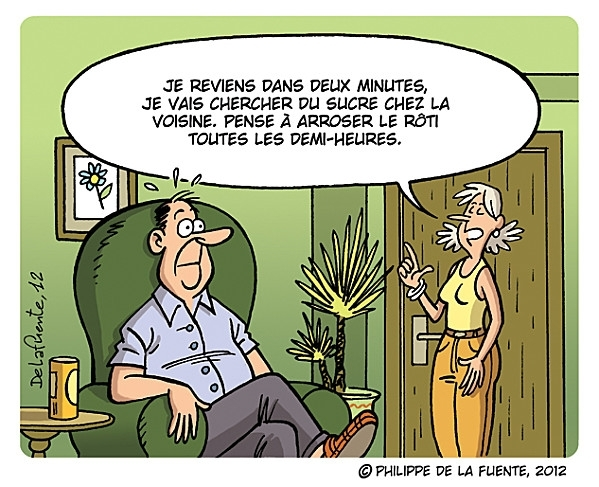 JE REVIENS DANS DEUX MINUTES,
JE VAIS CHERCHER DU SUCRE CHEZ LA
VOISINE. PENSE À ARROSER LE RÔTI
TOUTES LES DEMI-HEURES.
Delafuente, 12
© PHILIPPE DE LA FUENTE, 2012